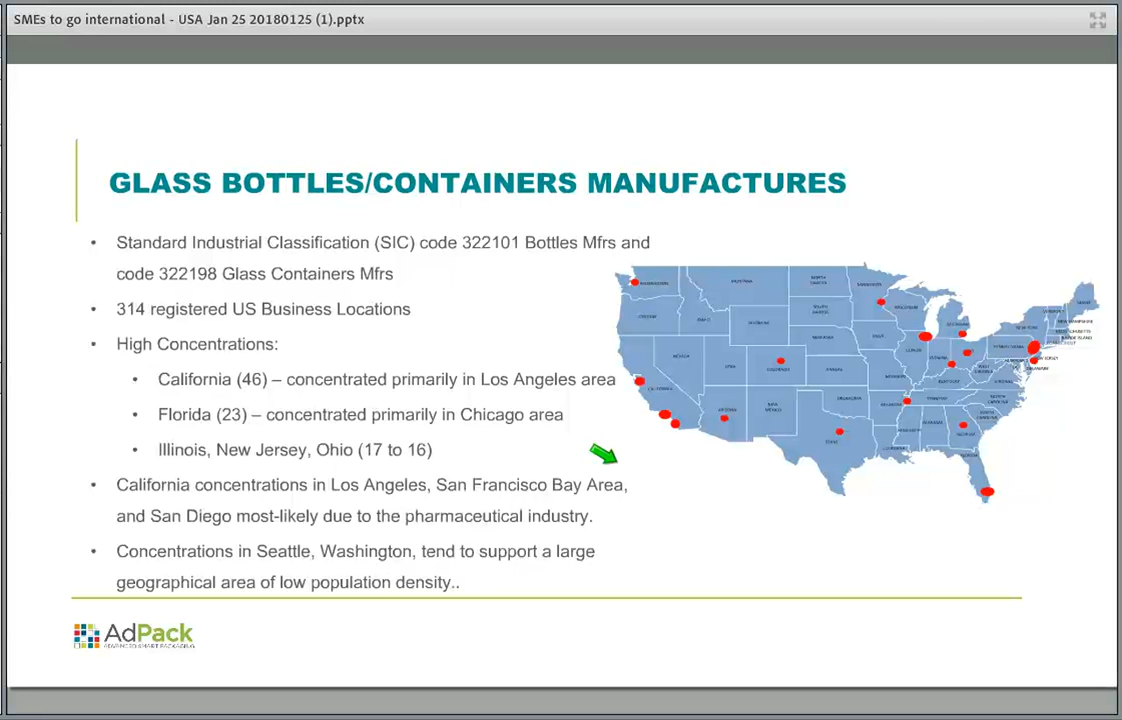 SMEs to go international - USA Jan 25 20180125 (1).pptx
GLASS BOTTLES/CONTAINERS MANUFACTURES
• Standard Industrial Classification (SIC) code 322101 Bottles Mfrs and
code 322198 Glass Containers Mfrs
• 314 registered US Business Locations
• High Concentrations:
• California (46) – concentrated primarily in Los Angeles area
• Florida (23) – concentrated primarily in Chicago area
• Illinois, New Jersey, Ohio (17 to 16)
• California concentrations in Los Angeles, San Francisco Bay Area,
and San Diego most-likely due to the pharmaceutical industry.
• Concentrations in Seattle, Washington, tend to support a large
geographical area of low population density..
AdPack
ADVANCED SMART PACKAGING